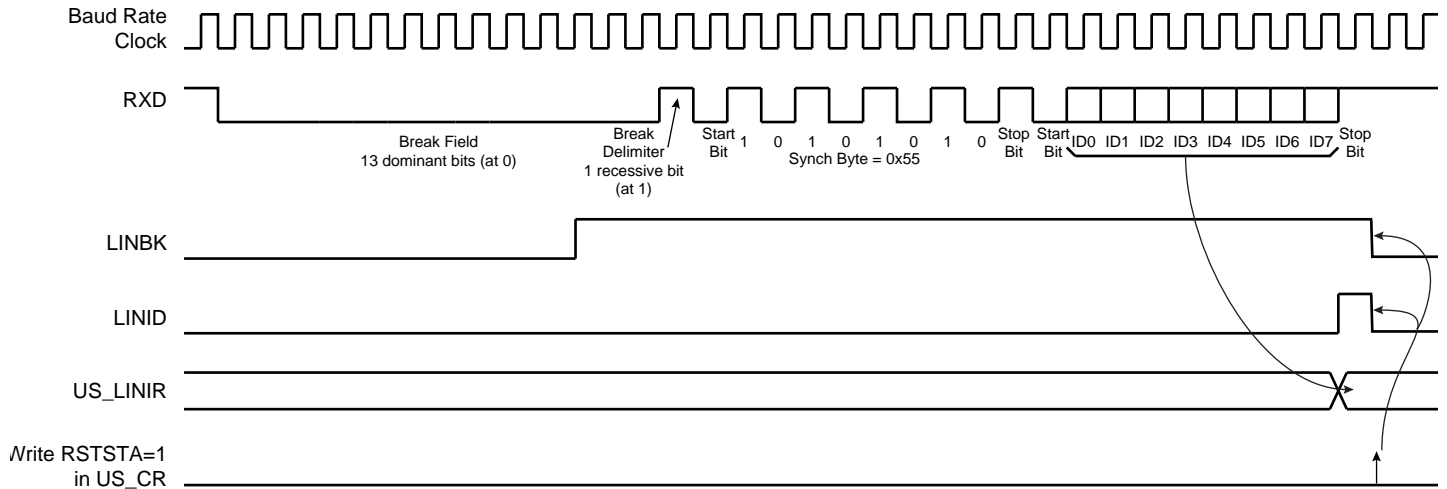 Baud Rate
Clock
RXD
Break Field
13 dominant bits (at 0)
Break
Delimiter
1 recessive bit
(at 1)
Start
Bit
1 0 1 0 1 0 1 0
Synch Byte = 0x55
Stop
Bit
Start
Bit
ID0 ID1 ID2 ID3 ID4 ID5 ID6 ID7
Stop
Bit
LINBK
LINID
US_LINIR
Write RSTSTA=1
in US_CR